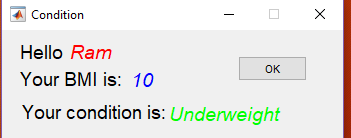 Condition
Hello Ram
OK
Your BMI is: 10
Your condition is: Underweight